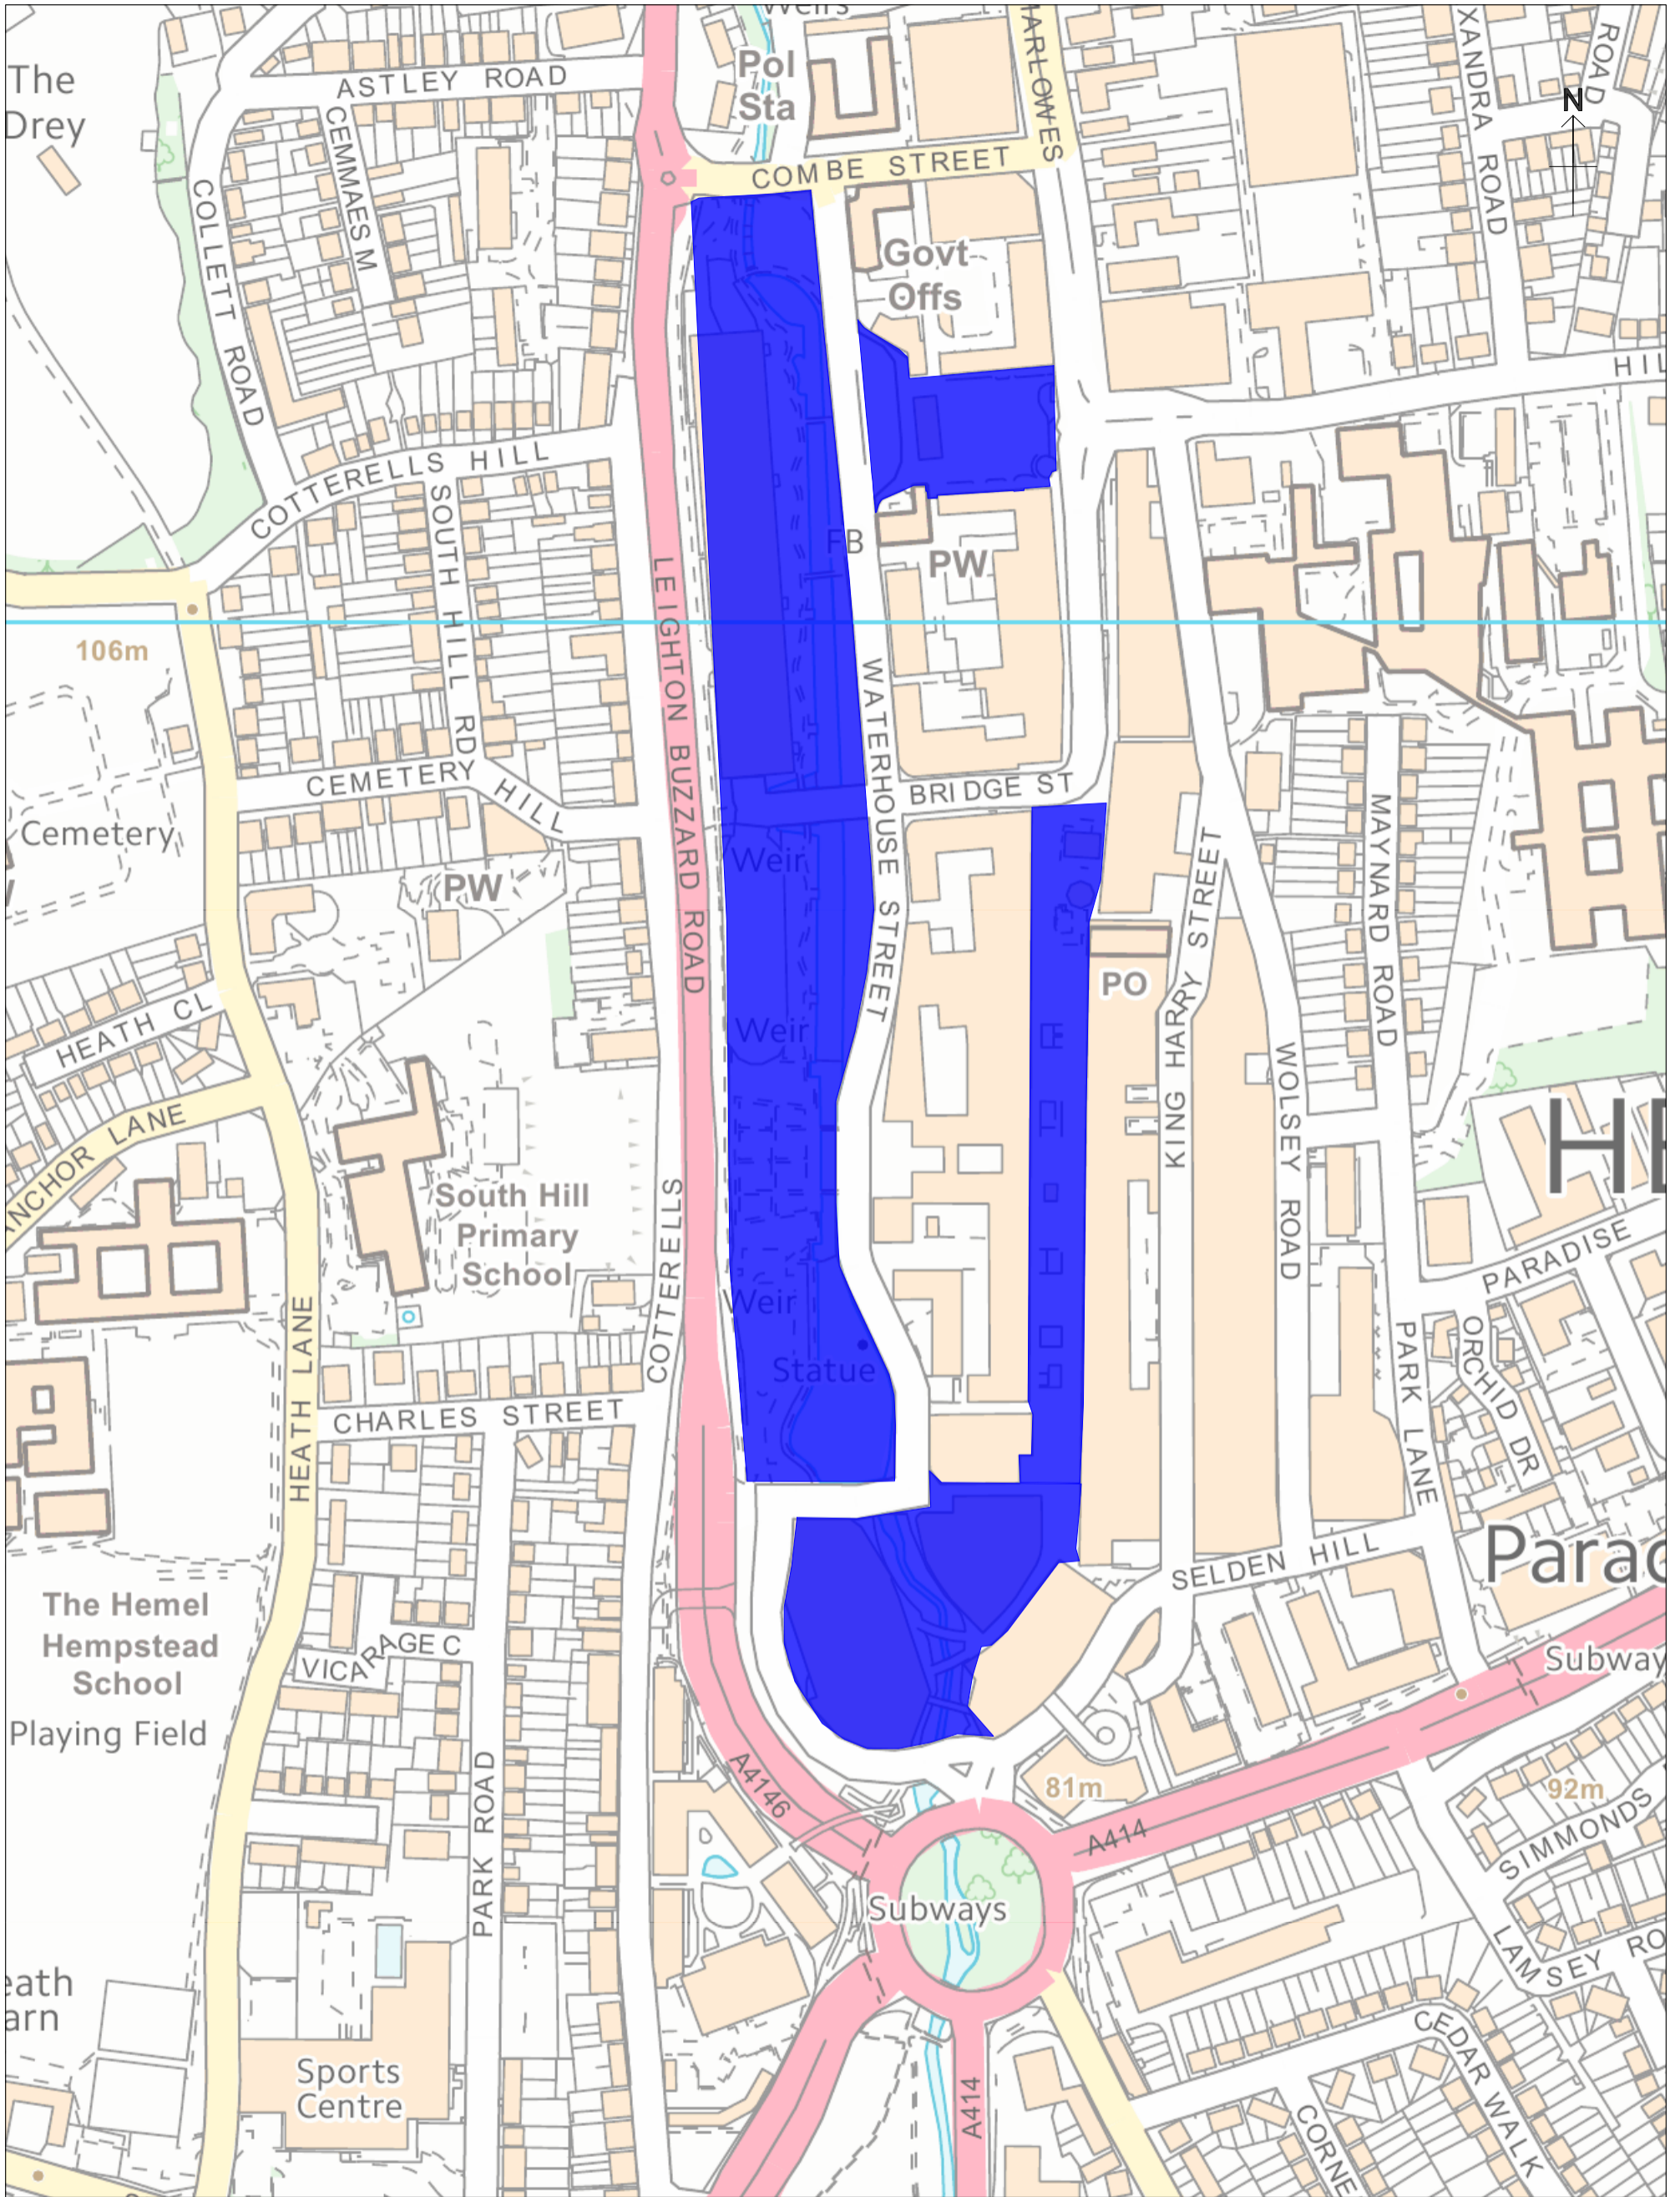 Weirs
The
Drey
ASTLEY ROAD
Pol
Sta
MARLOWES
ROAD
N
CEMMAES M
COMBE STREET
COLLETT ROAD
Govt
Offs
HIL
COTTERELLS HILL
SOUTH HILL RD
FB
PW
LEIGHTON BUZZARD ROAD
106m
WATERHOUSE STREET
CEMETERY HILL
BRIDGE ST
Cemetery
Weir
PW
MAYNARD ROAD
KING HARRY STREET
PO
HEATH CL
Weir
WOLSEY ROAD
ANCHOR LANE
HE
South Hill
Primary
School
COTTERELLS
PARADISE
HEATH LANE
Weir
Statue
PARK LANE
ORCHID DR
CHARLES STREET
SELDEN HILL
Parad
The Hemel
Hempstead
School
Playing Field
VICARAGE C
Subway
PARK ROAD
A4146
81m
92m
A414
SIMMONDS
Subways
LAMSEY RO
Sports
Centre
CEDAR WALK
A414
CORNE